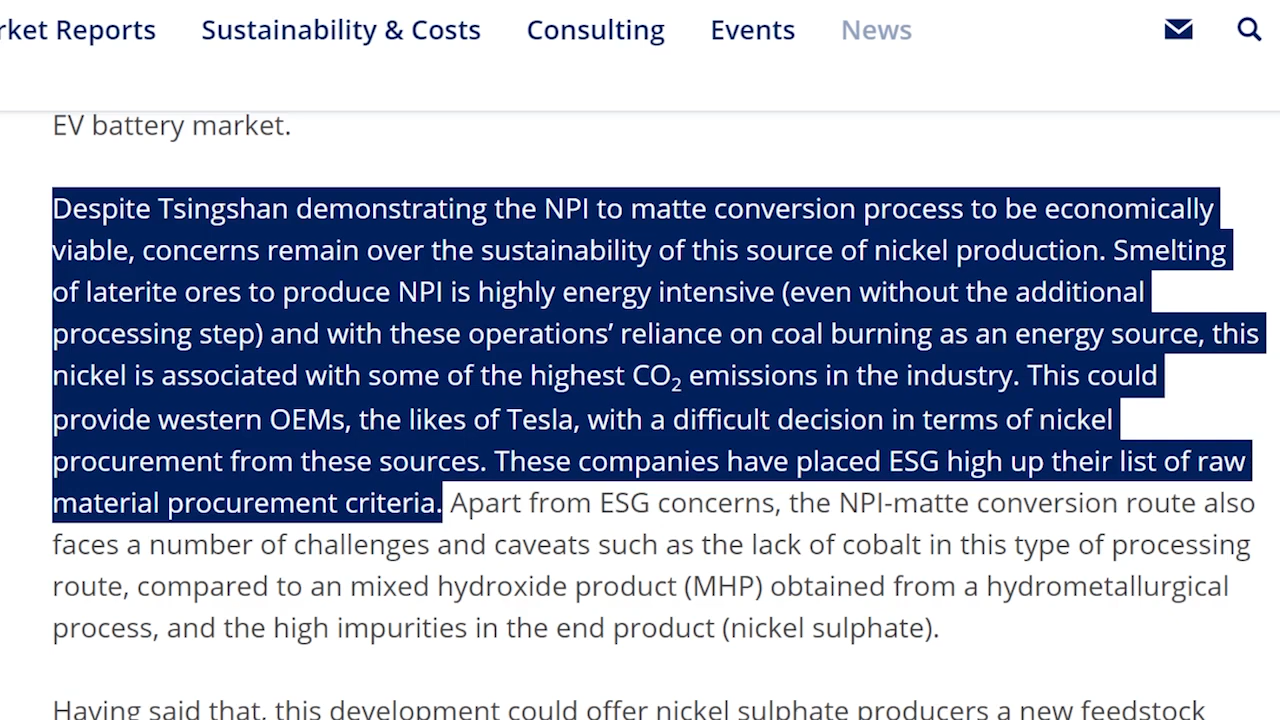 rket Reports Sustainability & Costs Consulting Events News
EV battery market.
Despite Tsingshan demonstrating the NPI to matte conversion process to be economically
viable, concerns remain over the sustainability of this source of nickel production. Smelting
of laterite ores to produce NPI is highly energy intensive (even without the additional
processing step) and with these operations’ reliance on coal burning as an energy source, this
nickel is associated with some of the highest CO₂ emissions in the industry. This could
provide western OEMs, the likes of Tesla, with a difficult decision in terms of nickel
procurement from these sources. These companies have placed ESG high up their list of raw
material procurement criteria. Apart from ESG concerns, the NPI-matte conversion route also
faces a number of challenges and caveats such as the lack of cobalt in this type of processing
route, compared to an mixed hydroxide product (MHP) obtained from a hydrometallurgical
process, and the high impurities in the end product (nickel sulphate).
Having said that, this development could offer nickel sulphate producers a new feedstock